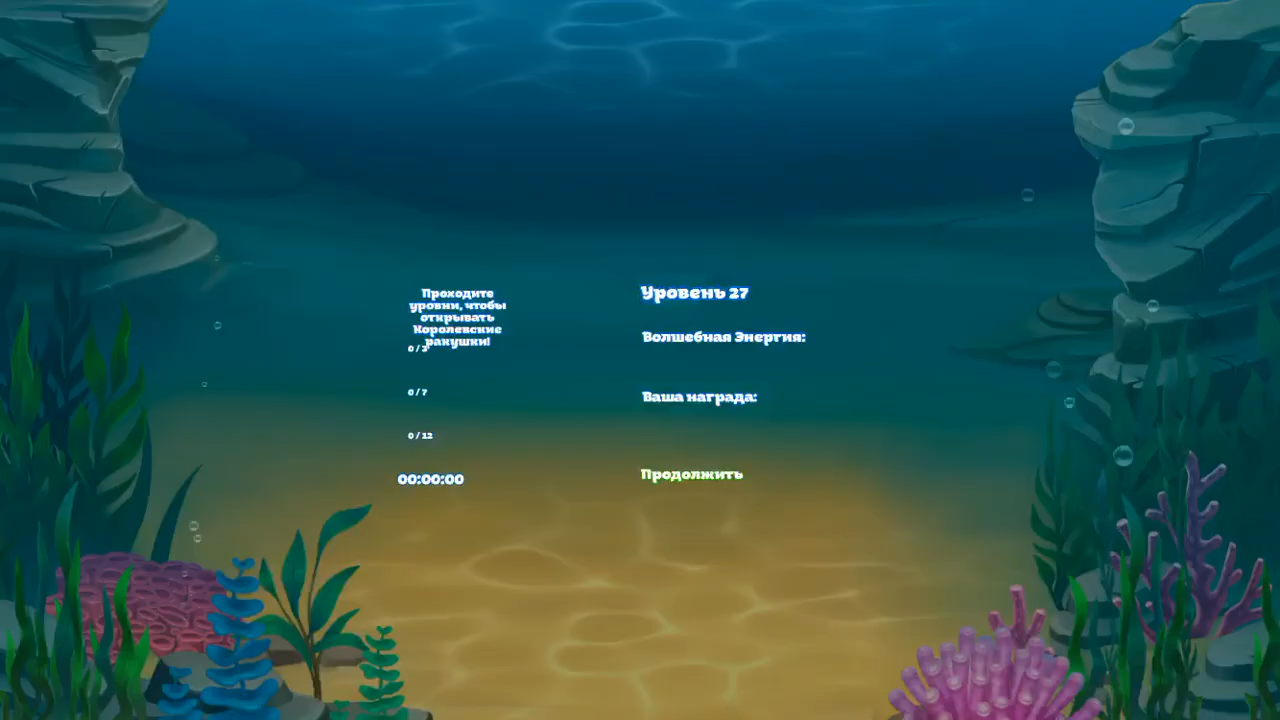 Проходите
уровни, чтобы
открывать
Королевские
ракушки!
0 / 3
0 / 7
0 / 12
00:00:00
Уровень 27
Волшебная Энергия:
Ваша награда:
Продолжить